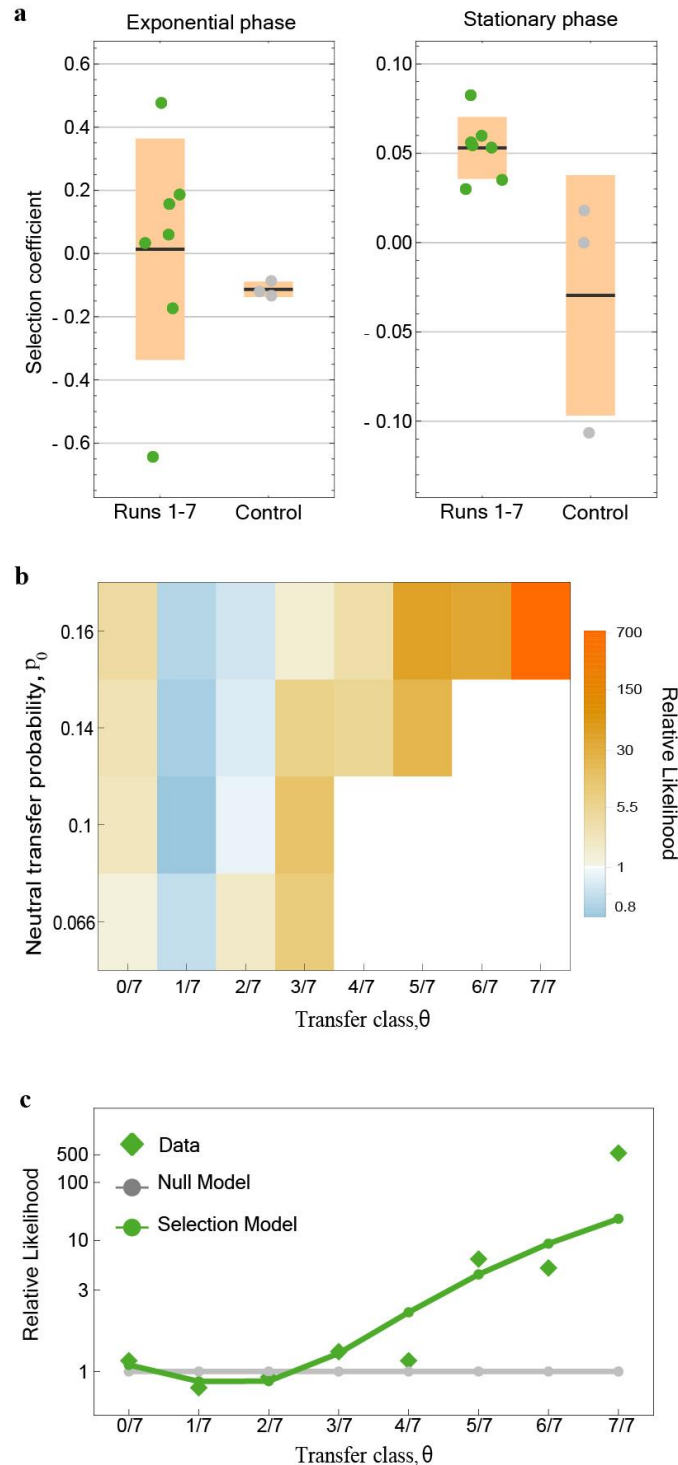 a
Exponential phase
Stationary phase
Selection coefficient
0.6
0.4
0.2
0.0
- 0.2
- 0.4
- 0.6
Runs 1-7
Control
0.10
0.05
0.00
- 0.05
- 0.10
Runs 1-7
Control
b
Neutral transfer probability, p0
0.16
0.14
0.1
0.066
0/7
1/7
2/7
3/7
4/7
5/7
6/7
7/7
Transfer class,θ
700
150
30
5.5
1
0.8
Relative Likelihood
c
Relative Likelihood
500
100
10
3
1
Data
Null Model
Selection Model
0/7
1/7
2/7
3/7
4/7
5/7
6/7
7/7
Transfer class,θ